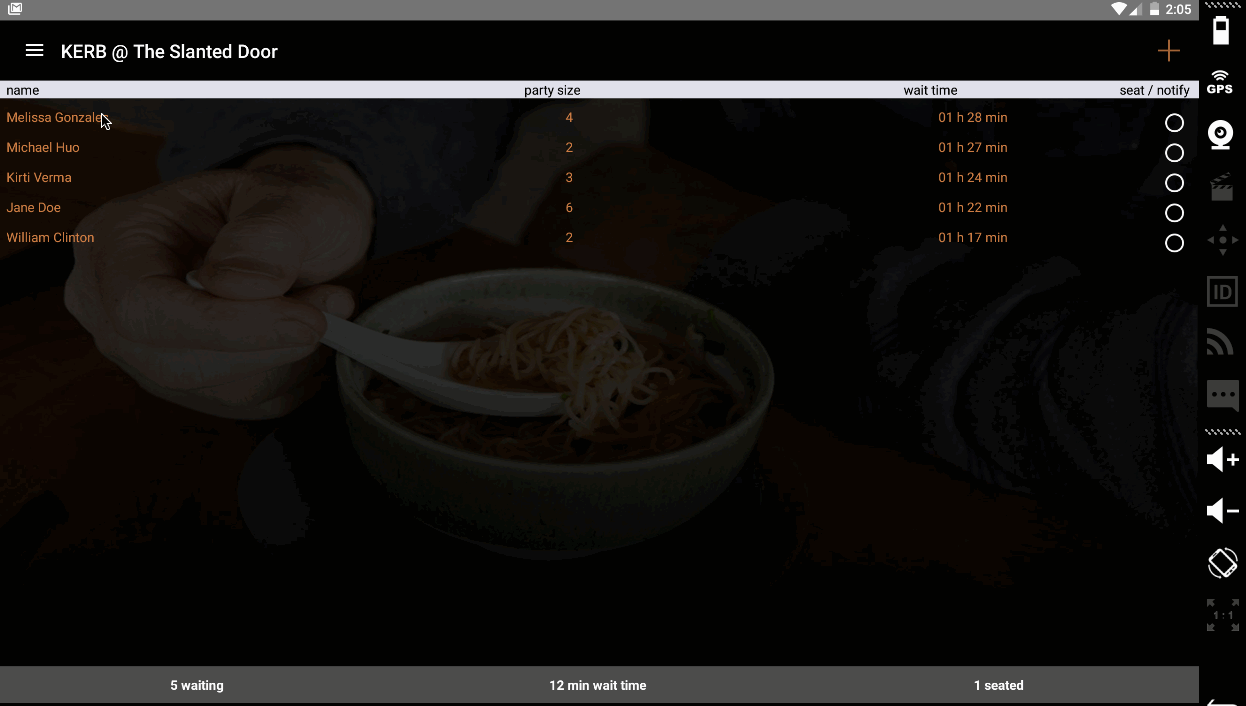 2:05
KERB @ The Slanted Door
name party size wait time seat / notify
Melissa 4 01 h 28 min
Michael Huo 2 01 h 27 min
Kirti Verma 3 01 h 24 min
Jane Doe 6 01 h 22 min
William Clinton 2 01 h 17 min
5 waiting 12 min wait time 1 seated
GPS
ID
1:1